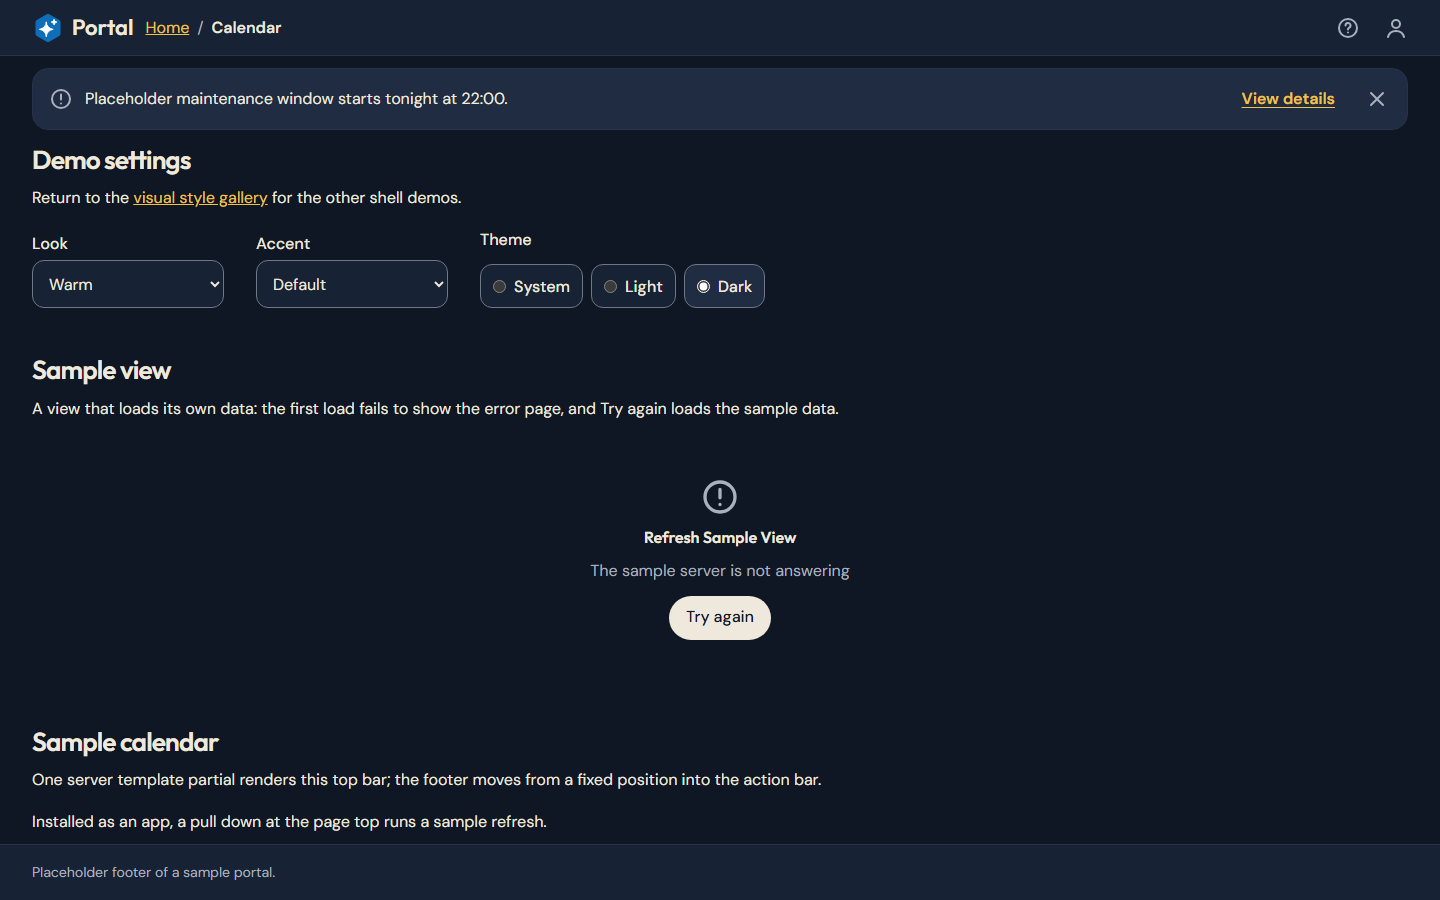 Portal Home / Calendar
Placeholder maintenance window starts tonight at 22:00. View details
Demo settings
Return to the visual style gallery for the other shell demos.
Look Accent Theme
Warm Default System Light Dark
Sample view
A view that loads its own data: the first load fails to show the error page, and Try again loads the sample data.
Refresh Sample View
The sample server is not answering
Try again
Sample calendar
One server template partial renders this top bar; the footer moves from a fixed position into the action bar.
Installed as an app, a pull down at the page top runs a sample refresh.
Placeholder footer of a sample portal.